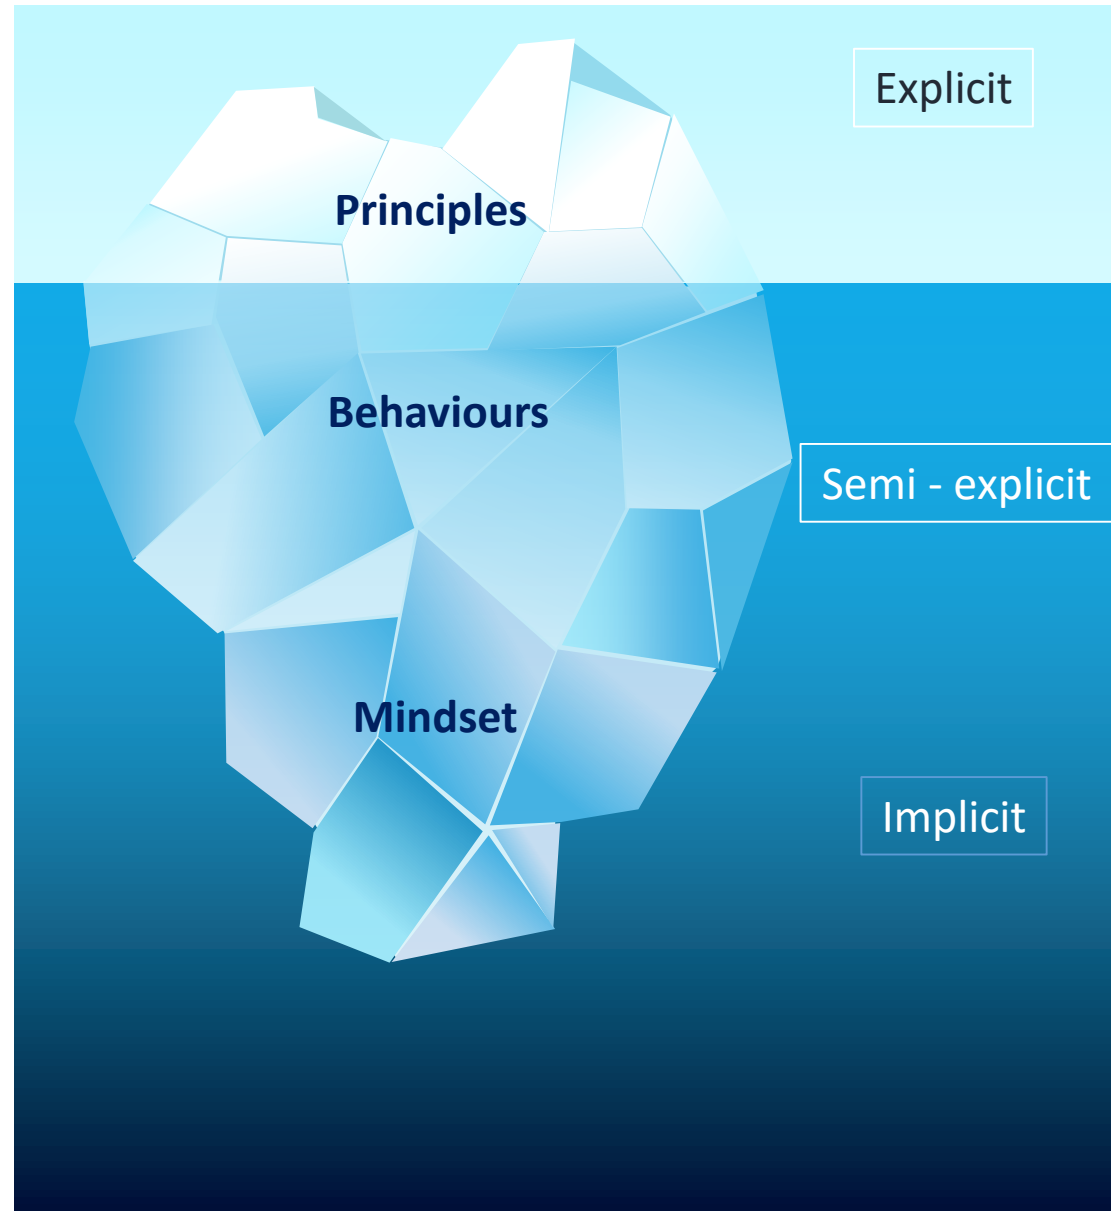 Explicit
Principles
Behaviours
Semi - explicit
Mindset
Implicit